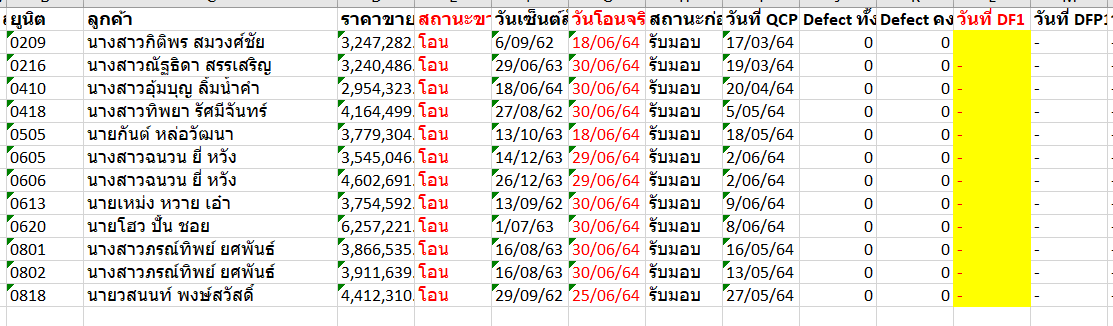 ยูนิต ลูกค้า ราคาขาย สถานะขา วันเซ็นต์ส วันโอนจริ สถานะก่อ วันที่ QCP Defect ทั้ง Defect คง วันที่ DF1 วันที่ DFP1
0209 นางสาวกิติพร สมวงศ์ชัย 3,247,282. โอน 6/09/62 18/06/64 รับมอบ 17/03/64 0 0 - -
0216 นางสาวณัฐธิดา สรรเสริญ 3,240,486. โอน 29/06/63 30/06/64 รับมอบ 19/03/64 0 0 - -
0410 นางสาวอุ้มบุญ ลิ้มน้ำคำ 2,954,323. โอน 18/06/64 30/06/64 รับมอบ 20/04/64 0 0 - -
0418 นางสาวทิพยา รัศมีจันทร์ 4,164,499. โอน 27/08/62 30/06/64 รับมอบ 5/05/64 0 0 - -
0505 นายกันต์ หล่อวัฒนา 3,779,304. โอน 13/10/63 18/06/64 รับมอบ 18/05/64 0 0 - -
0605 นางสาวฉนวน ยี่ หวัง 3,545,046. โอน 14/12/63 29/06/64 รับมอบ 2/06/64 0 0 - -
0606 นางสาวฉนวน ยี่ หวัง 4,602,691. โอน 26/12/63 29/06/64 รับมอบ 2/06/64 0 0 - -
0613 นายเหม่ง หวาย เอ๋า 3,754,592. โอน 13/09/62 30/06/64 รับมอบ 9/06/64 0 0 - -
0620 นายโฮว ปั้น ชอย 6,257,221. โอน 1/07/63 30/06/64 รับมอบ 8/06/64 0 0 - -
0801 นางสาวภรณ์ทิพย์ ยศพันธ์ 3,866,535. โอน 16/08/63 30/06/64 รับมอบ 16/05/64 0 0 - -
0802 นางสาวภรณ์ทิพย์ ยศพันธ์ 3,911,639. โอน 16/08/63 30/06/64 รับมอบ 13/05/64 0 0 - -
0818 นายวสนนท์ พงษ์สวัสดิ์ 4,412,310. โอน 29/09/62 25/06/64 รับมอบ 27/05/64 0 0 - -